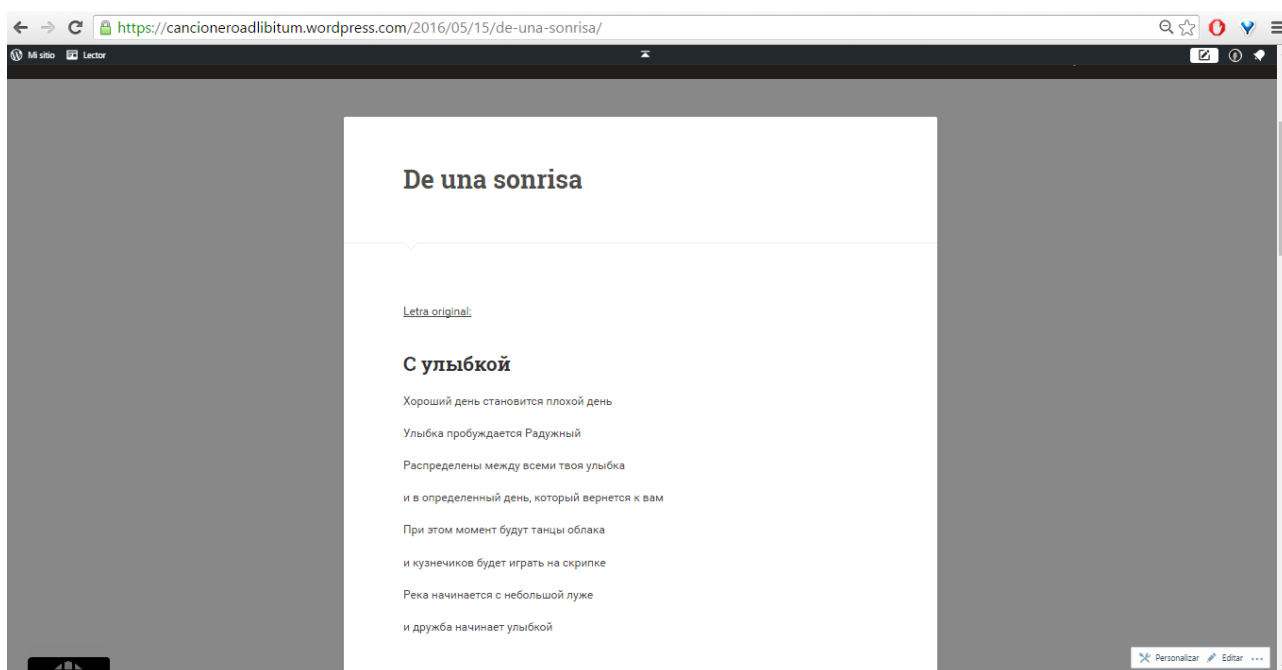 https://cancioneroadlibitum.wordpress.com/2016/05/15/de-una-sonrisa/
Mi sitio Lector
De una sonrisa
Letra original:
С улыбкой
Хороший день становится плохой день
Улыбка пробуждается Радужный
Распределены между всеми твоя улыбка
и в определенный день, который вернется к вам
При этом момент будут танцы облака
и кузнечиков будет играть на скрипке
Река начинается с небольшой луже
и дружба начинает улыбкой
Personalizar Editar ...